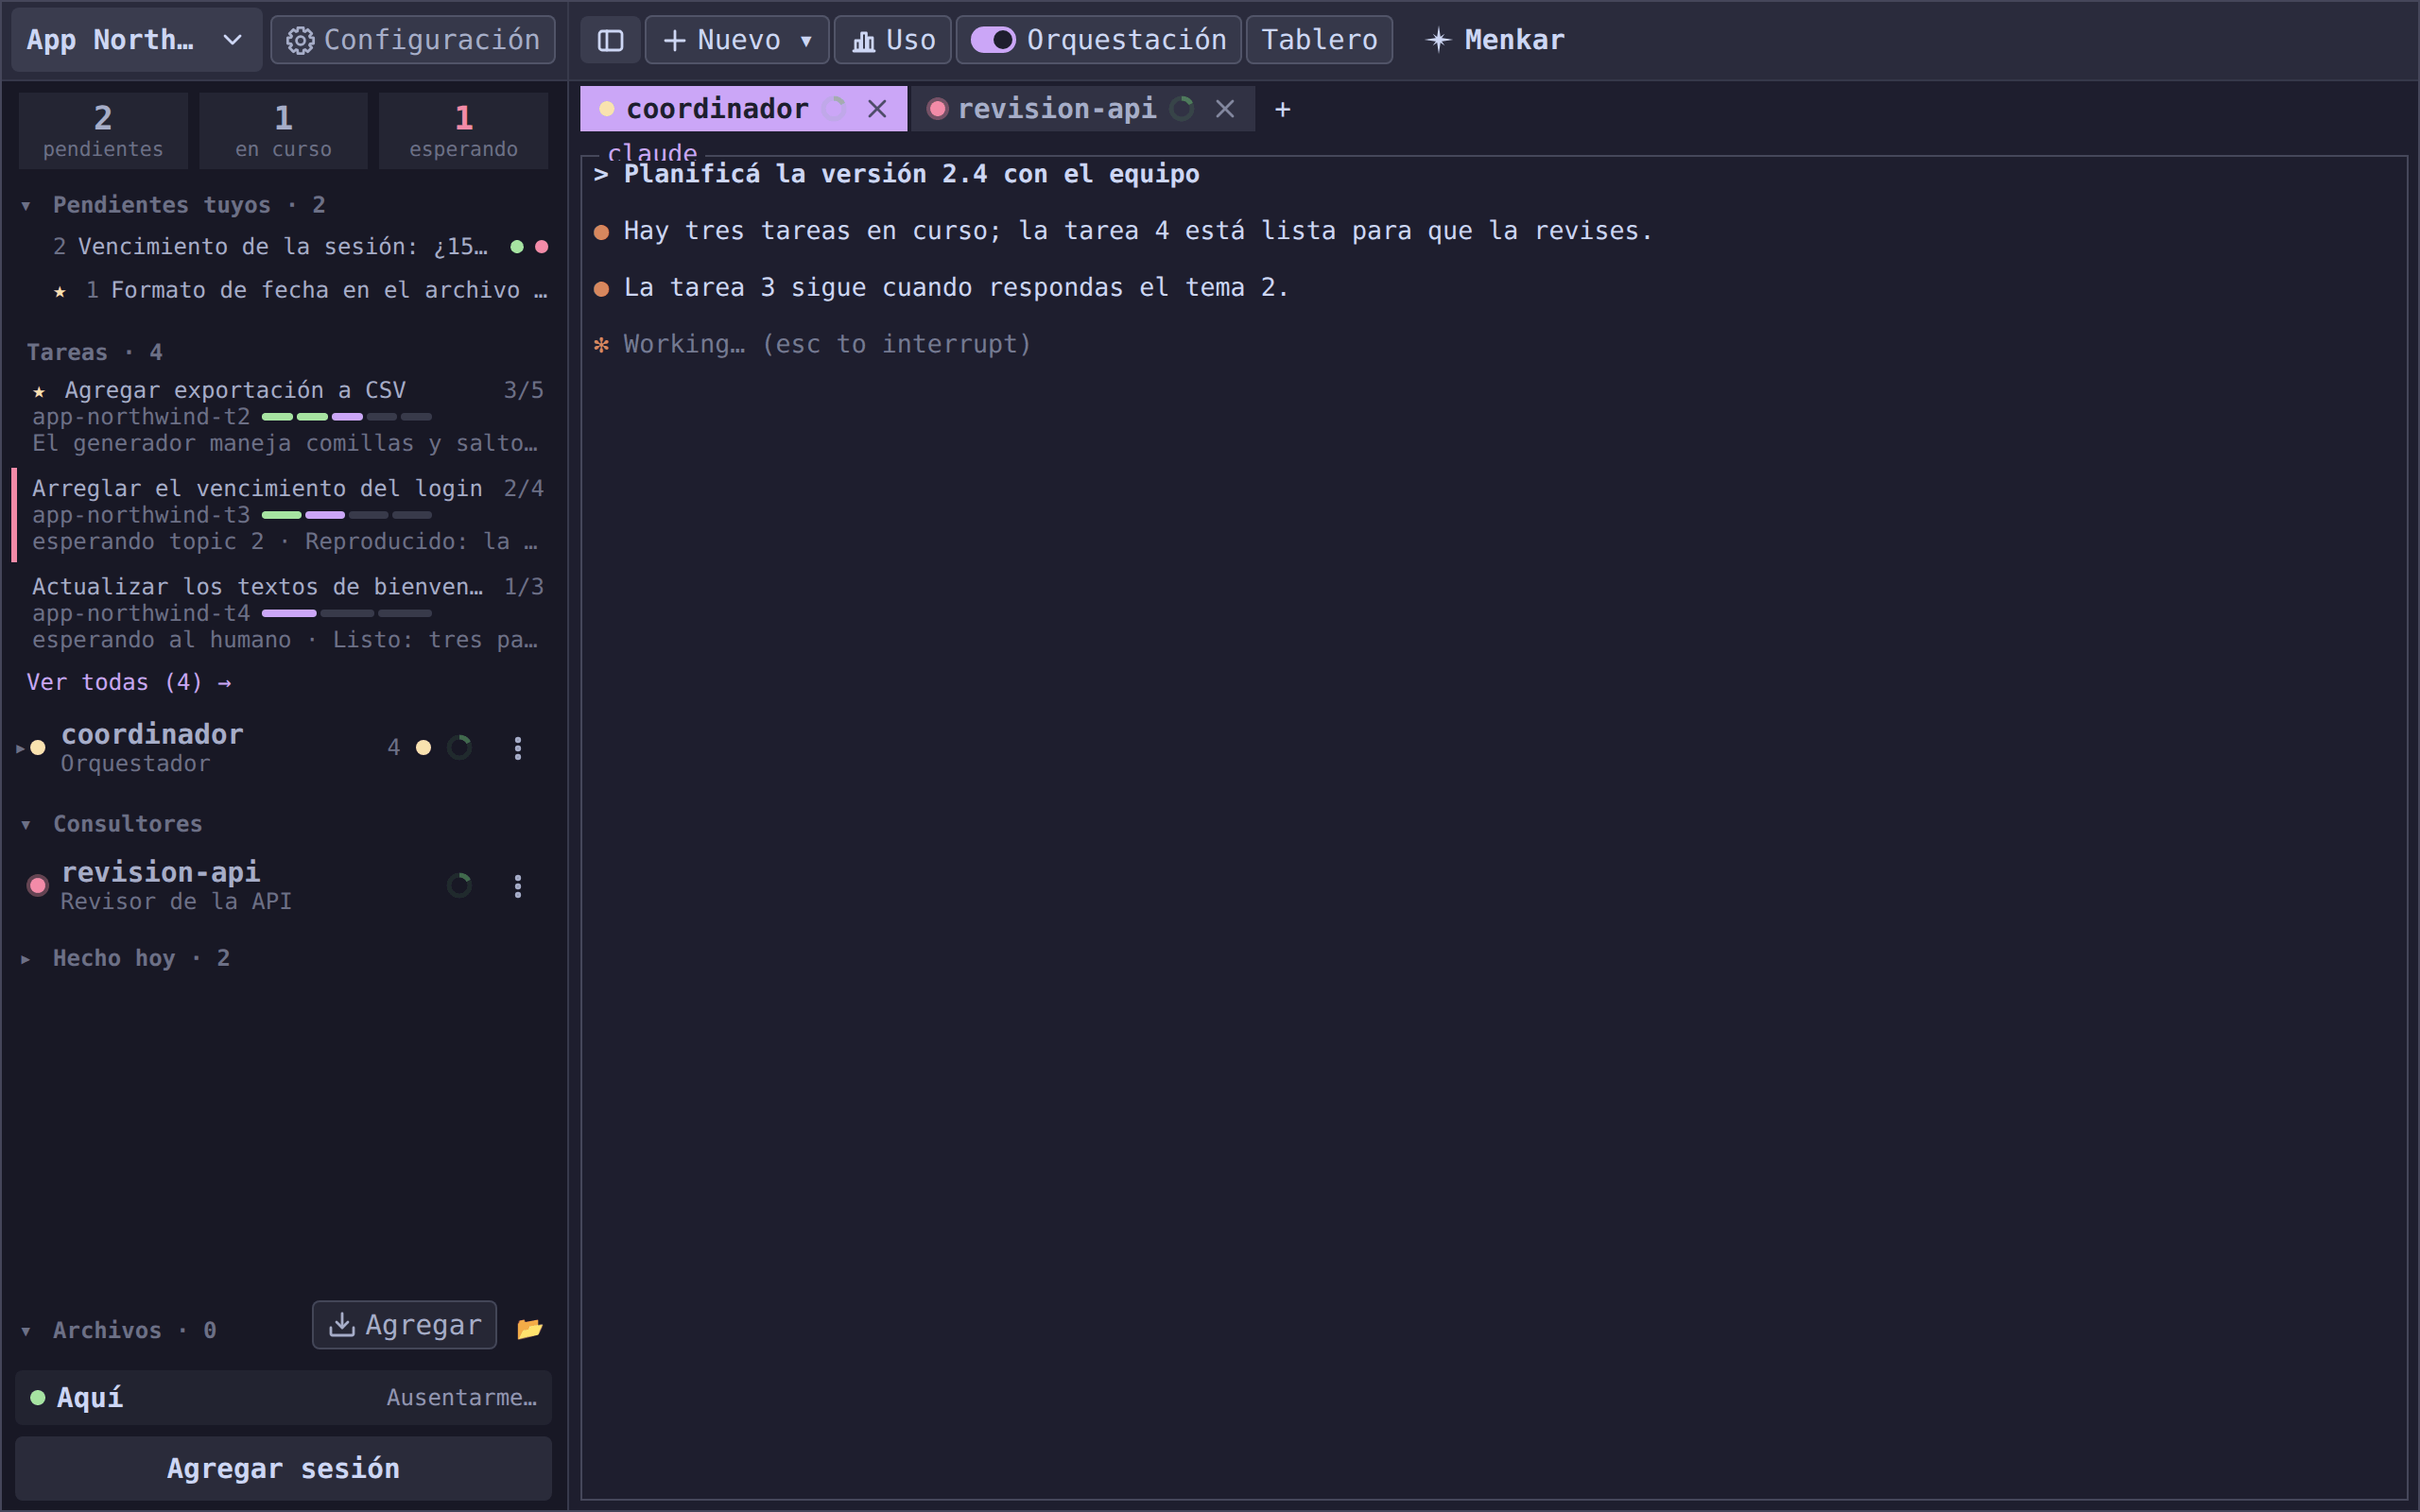 App North…
Configuración
Nuevo ▼
Uso
Orquestación
Tablero
Menkar
2
pendientes
1
en curso
1
esperando
▼ Pendientes tuyos · 2
2 Vencimiento de la sesión: ¿15…
★ 1 Formato de fecha en el archivo …
Tareas · 4
★ Agregar exportación a CSV 3/5
app-northwind-t2
El generador maneja comillas y salto…
Arreglar el vencimiento del login 2/4
app-northwind-t3
esperando topic 2 · Reproducido: la …
Actualizar los textos de bienven… 1/3
app-northwind-t4
esperando al humano · Listo: tres pa…
Ver todas (4) →
▶ coordinador 4
Orquestador
▼ Consultores
revision-api
Revisor de la API
▶ Hecho hoy · 2
▼ Archivos · 0
Agregar
Aquí Ausentarme…
Agregar sesión
coordinador ×
revision-api ×
+
claude
> Planificá la versión 2.4 con el equipo
● Hay tres tareas en curso; la tarea 4 está lista para que la revises.
● La tarea 3 sigue cuando respondas el tema 2.
✻ Working… (esc to interrupt)